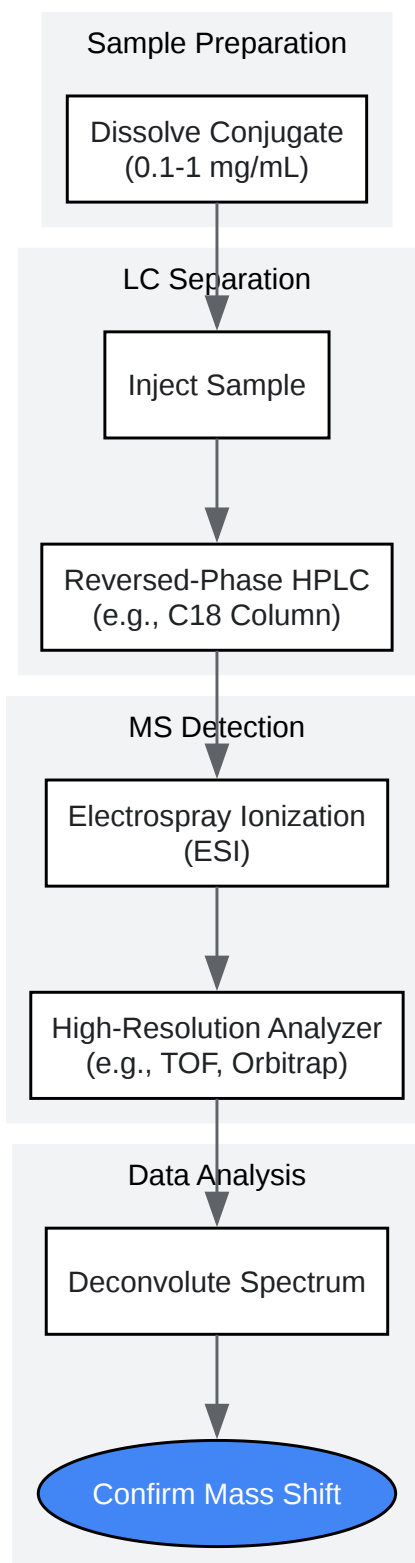 Sample Preparation
Dissolve Conjugate
(0.1-1 mg/mL)
LC Separation
Inject Sample
Reversed-Phase HPLC
(e.g., C18 Column)
MS Detection
Electrospray Ionization
(ESI)
High-Resolution Analyzer
(e.g., TOF, Orbitrap)
Data Analysis
Deconvolute Spectrum
Confirm Mass Shift